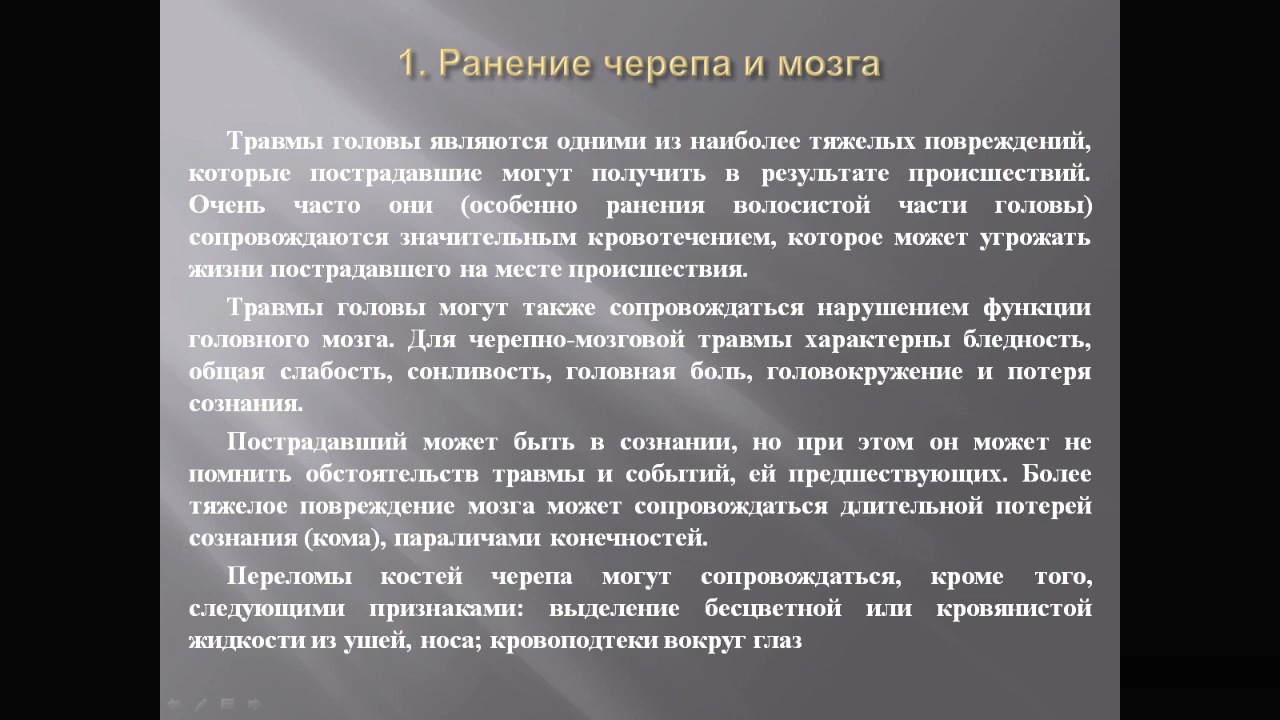 1. Ранение черепа и мозга
Травмы головы являются одними из наиболее тяжелых повреждений,
которые пострадавшие могут получить в результате происшествий.
Очень часто они (особенно ранения волосистой части головы)
сопровождаются значительным кровотечением, которое может угрожать
жизни пострадавшего на месте происшествия.
Травмы головы могут также сопровождаться нарушением функции
головного мозга. Для черепно-мозговой травмы характерны бледность,
общая слабость, сонливость, головная боль, головокружение и потеря
сознания.
Пострадавший может быть в сознании, но при этом он может не
помнить обстоятельств травмы и событий, ей предшествующих. Более
тяжелое повреждение мозга может сопровождаться длительной потерей
сознания (кома), параличами конечностей.
Переломы костей черепа могут сопровождаться, кроме того,
следующими признаками: выделение бесцветной или кровянистой
жидкости из ушей, носа; кровоподтеки вокруг глаз